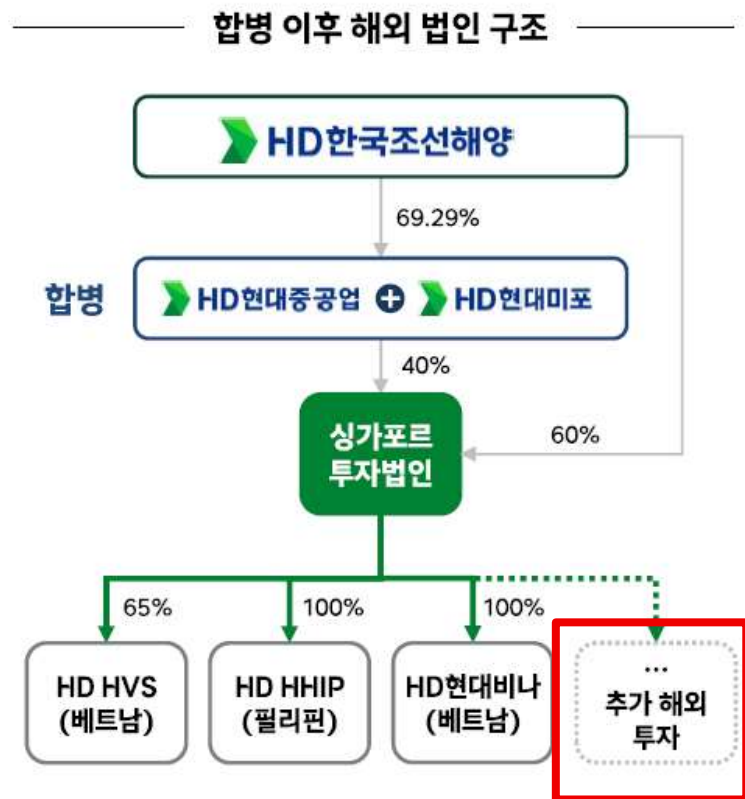 합병 이후 해외 법인 구조
HD한국조선해양
69.29%
합병
HD현대중공업 + HD현대미포
40%
싱가포르
투자법인
60%
65%
100%
100%
HD HVS
(베트남)
HD HHIP
(필리핀)
HD현대비나
(베트남)
...
추가 해외
투자